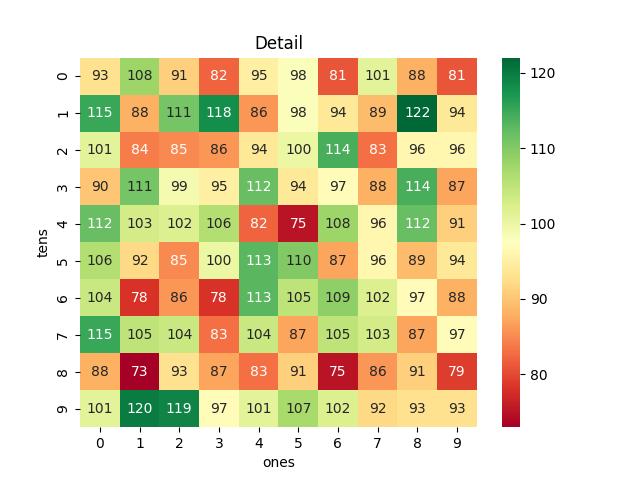 Detail
0 93 108 91 82 95 98 81 101 88 81
1 115 88 111 118 86 98 94 89 122 94
2 101 84 85 86 94 100 114 83 96 96
3 90 111 99 95 112 94 97 88 114 87
4 112 103 102 106 82 75 108 96 112 91
5 106 92 85 100 113 110 87 96 89 94
6 104 78 86 78 113 105 109 102 97 88
7 115 105 104 83 104 87 105 103 87 97
8 88 73 93 87 83 91 75 86 91 79
9 101 120 119 97 101 107 102 92 93 93
0 1 2 3 4 5 6 7 8 9
ones
tens
120
110
100
90
80